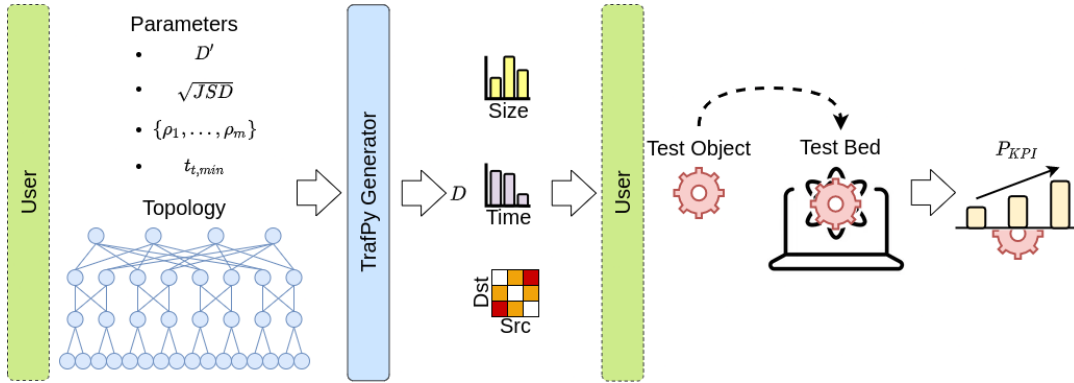 User
Parameters
• D′
• √JSD
• {ρ₁, . . . , ρₘ}
• tₜ,ₘᵢₙ
Topology
TrafPy Generator
D
Size
Time
Dst
Src
User
Test Object
Test Bed
P_KPI